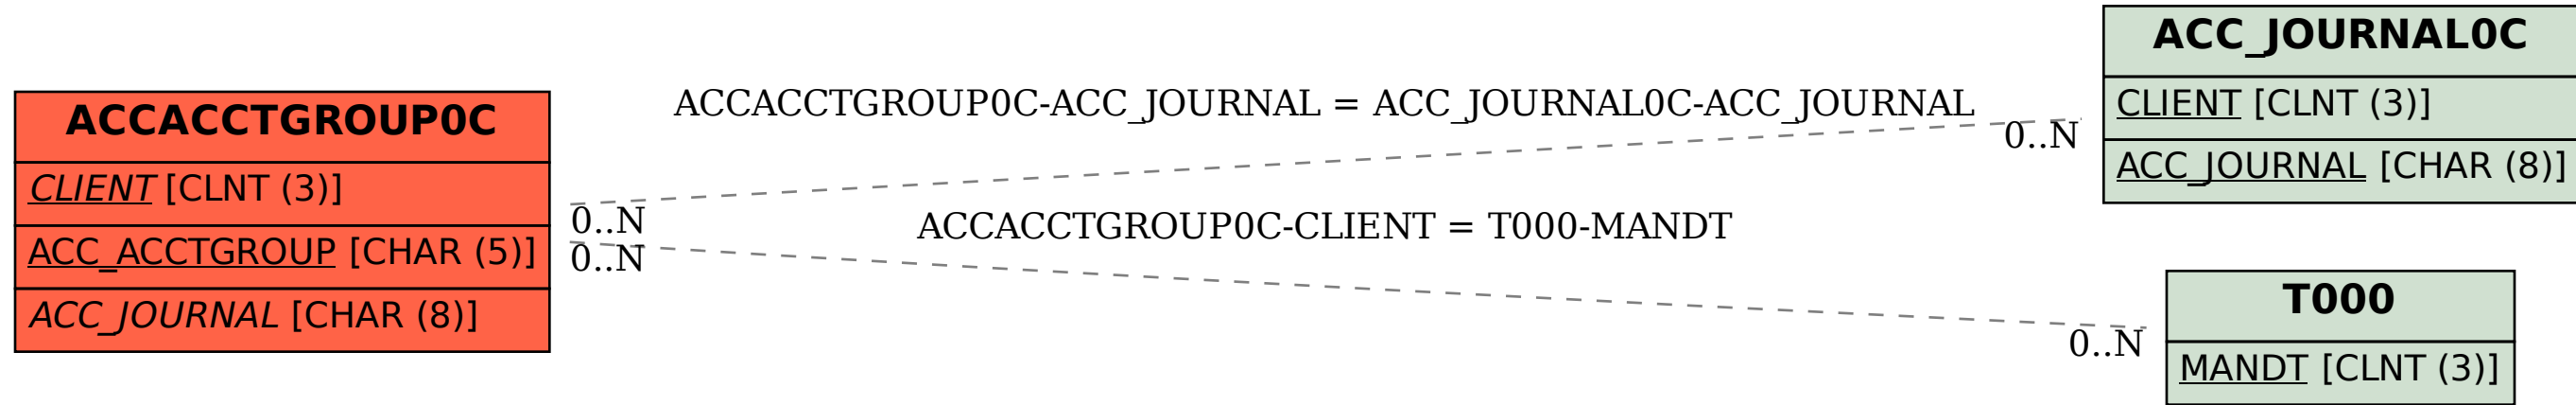 ACCACCTGROUP0C
CLIENT [CLNT (3)]
ACC_ACCTGROUP [CHAR (5)]
ACC_JOURNAL [CHAR (8)]
ACCACCTGROUP0C-ACC_JOURNAL = ACC_JOURNAL0C-ACC_JOURNAL
0..N
0..N
ACCACCTGROUP0C-CLIENT = T000-MANDT
0..N
0..N
ACC_JOURNAL0C
CLIENT [CLNT (3)]
ACC_JOURNAL [CHAR (8)]
T000
MANDT [CLNT (3)]